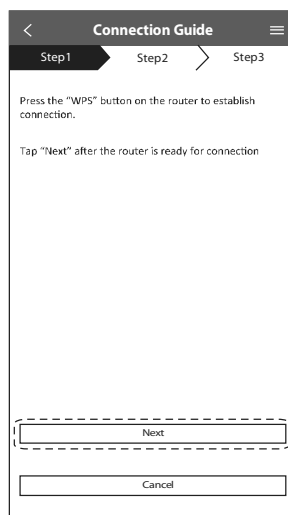 Connection Guide
Step1 Step2 Step3
Press the “WPS” button on the router to establish
connection.
Tap “Next” after the router is ready for connection
Next
Cancel